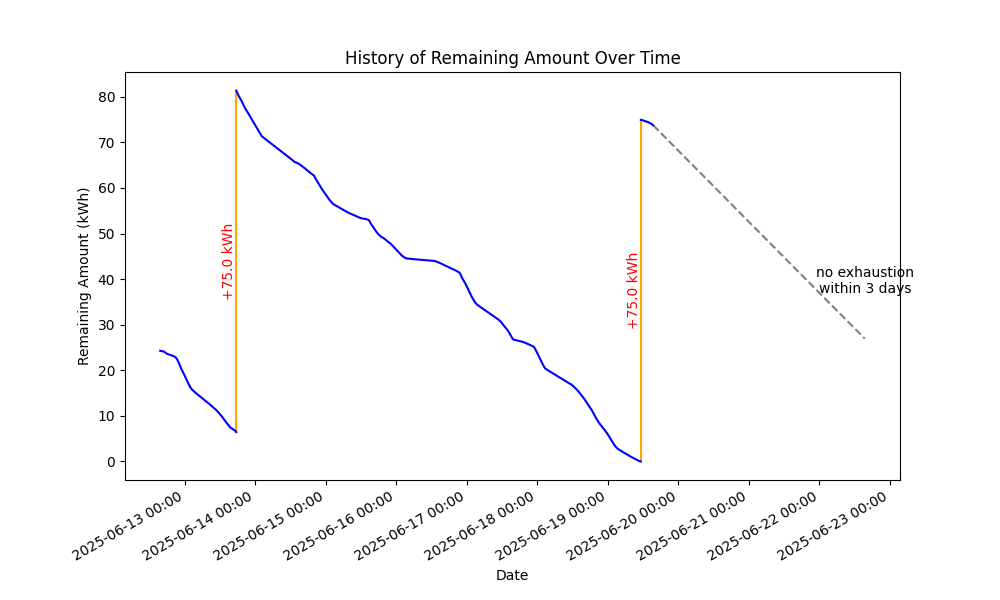 History of Remaining Amount Over Time
Remaining Amount (kWh)
80
70
60
50
40
30
20
10
0
+75.0 kWh
+75.0 kWh
no exhaustion
within 3 days
2025-06-13 00:00
2025-06-14 00:00
2025-06-15 00:00
2025-06-16 00:00
2025-06-17 00:00
2025-06-18 00:00
2025-06-19 00:00
2025-06-20 00:00
2025-06-21 00:00
2025-06-22 00:00
2025-06-23 00:00
Date